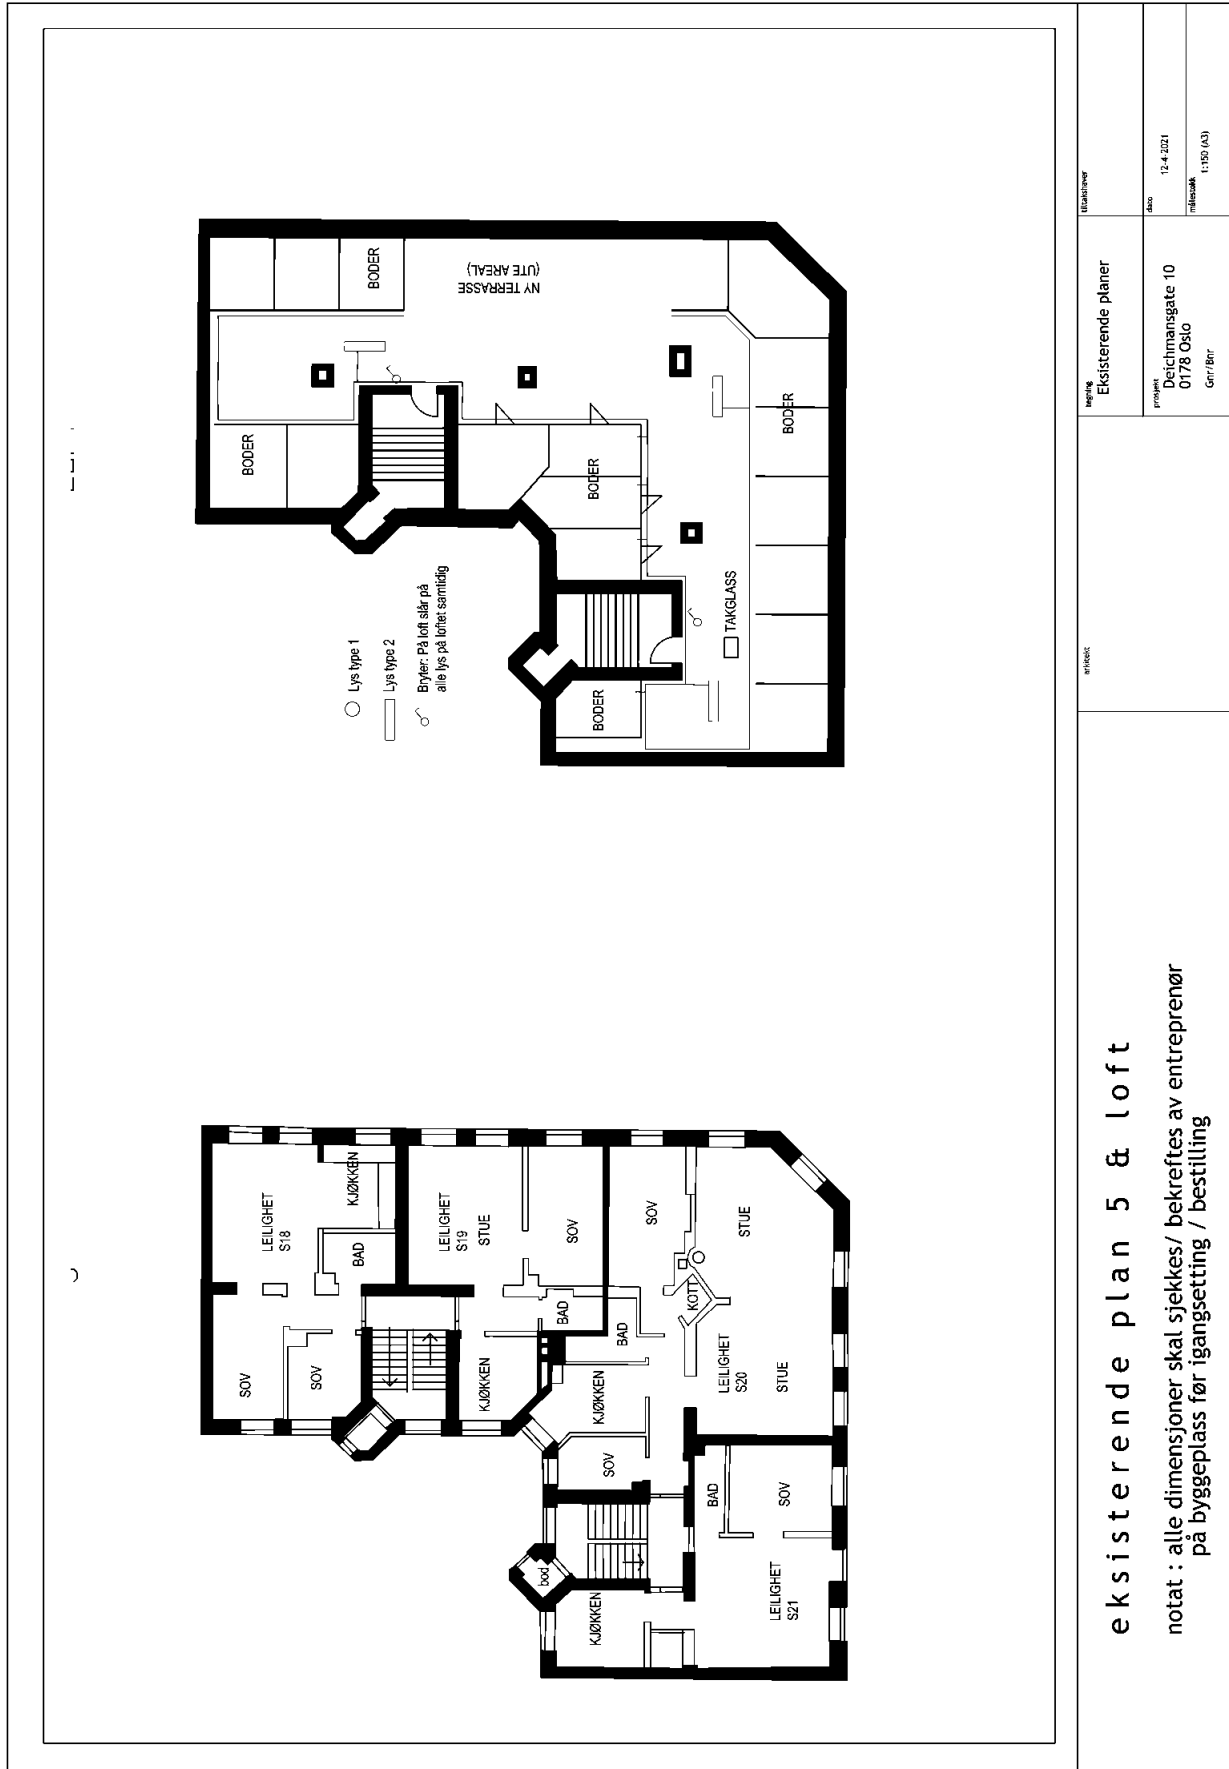 LEILIGHET
S18
KJØKKEN
BAD
SOV
SOV
LEILIGHET
S19
STUE
SOV
BAD
KJØKKEN
SOV
STUE
KOTT
BAD
KJØKKEN
LEILIGHET
S20
STUE
SOV
BAD
SOV
bod
KJØKKEN
LEILIGHET
S21
BODER
BODER
NY TERRASSE
(UTE AREAL)
BODER
BODER
BODER
TAKGLASS
Lys type 1
Lys type 2
Bryter: På loft slår på
alle lys på loftet samtidig
eksisterende plan 5 & loft
notat : alle dimensjoner skal sjekkes/ bekreftes av entreprenør
på byggeplass før igangsetting / bestilling
arkitekt
tegning
Eksisterende planer
prosjekt
Deichmansgate 10
0178 Oslo
Gnr/Bnr
tiltakshaver
dato
12-4-2021
målestokk
1:150 (A3)